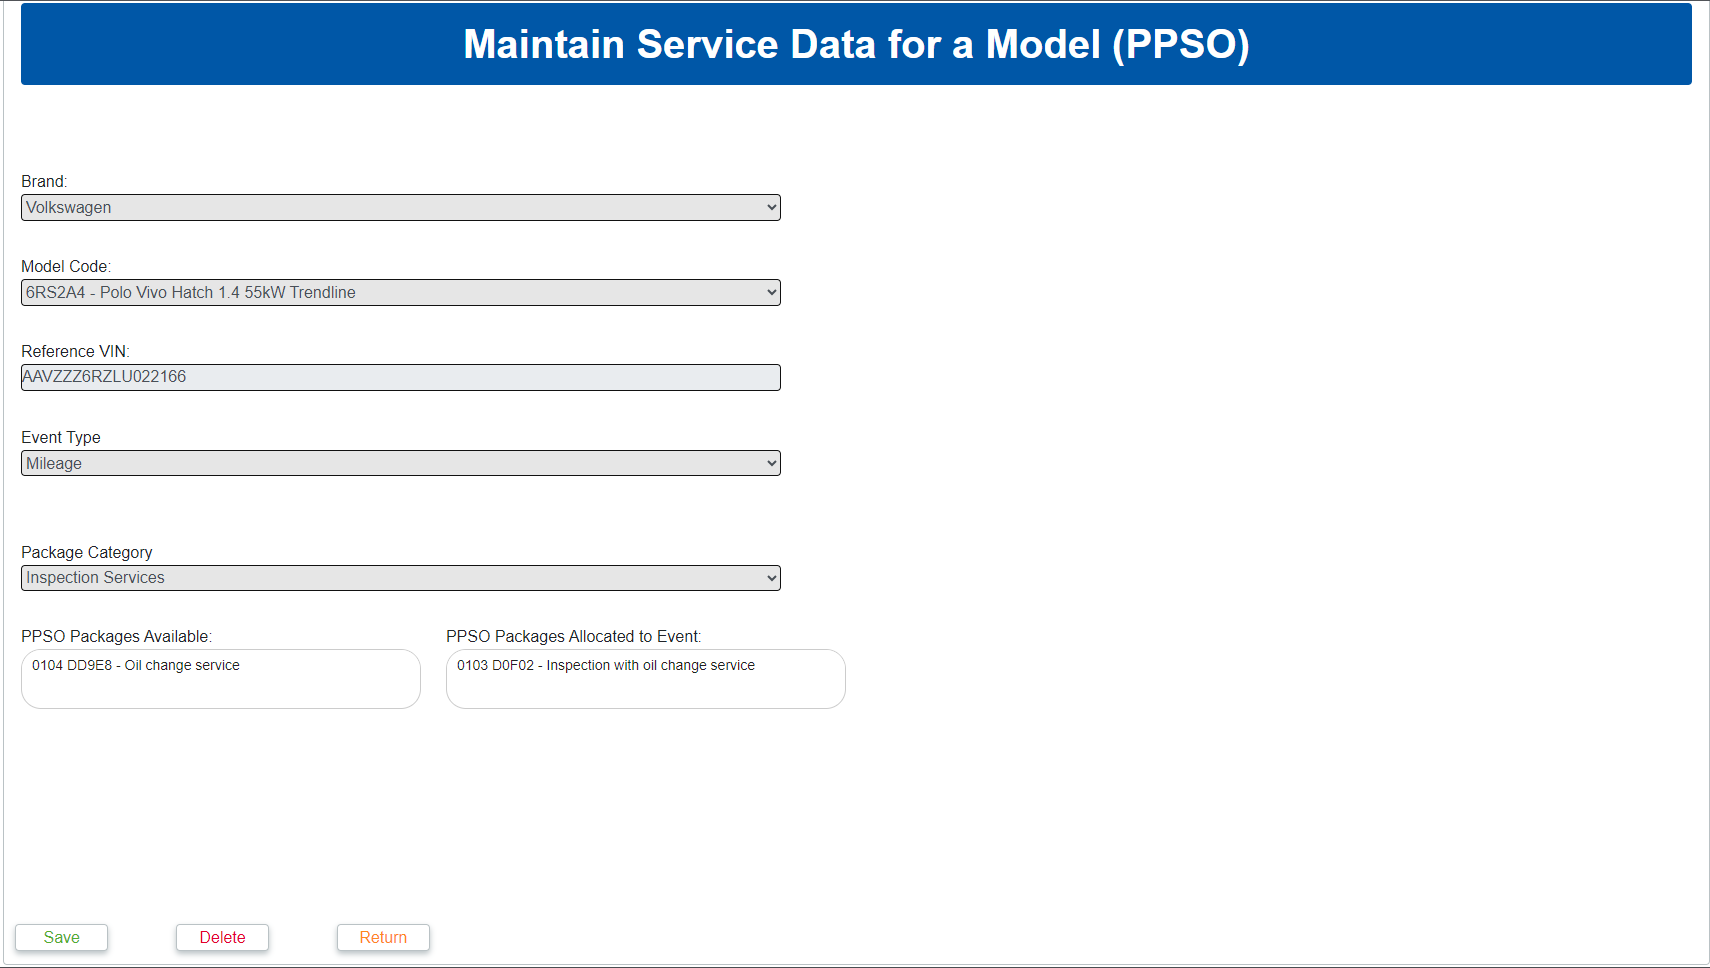 Maintain Service Data for a Model (PPSO)
Brand:
Volkswagen
Model Code:
6RS2A4 - Polo Vivo Hatch 1.4 55kW Trendline
Reference VIN:
AAVZZZ6RZLU022166
Event Type
Mileage
Package Category
Inspection Services
PPSO Packages Available:
0104 DD9E8 - Oil change service
PPSO Packages Allocated to Event:
0103 D0F02 - Inspection with oil change service
Save
Delete
Return